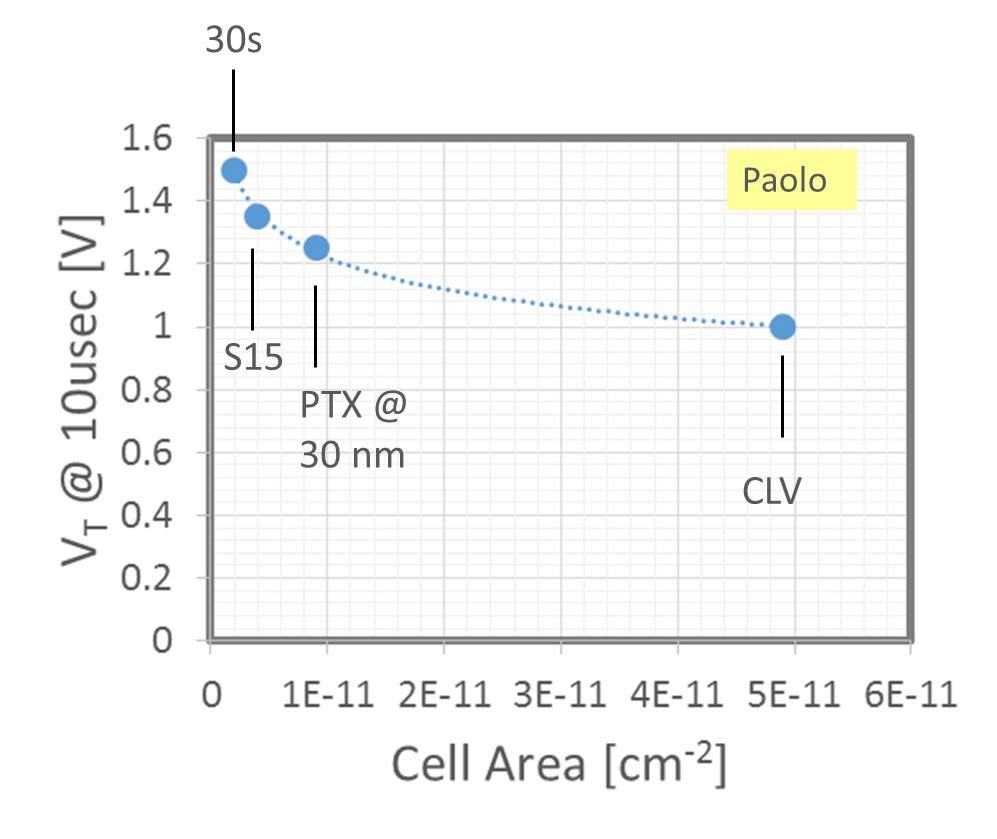 30s
1.6
1.4
1.2
1
0.8
0.6
0.4
0.2
0
V_T @ 10usec [V]
Paolo
S15
PTX @
30 nm
CLV
0 1E-11 2E-11 3E-11 4E-11 5E-11 6E-11
Cell Area [cm⁻²]